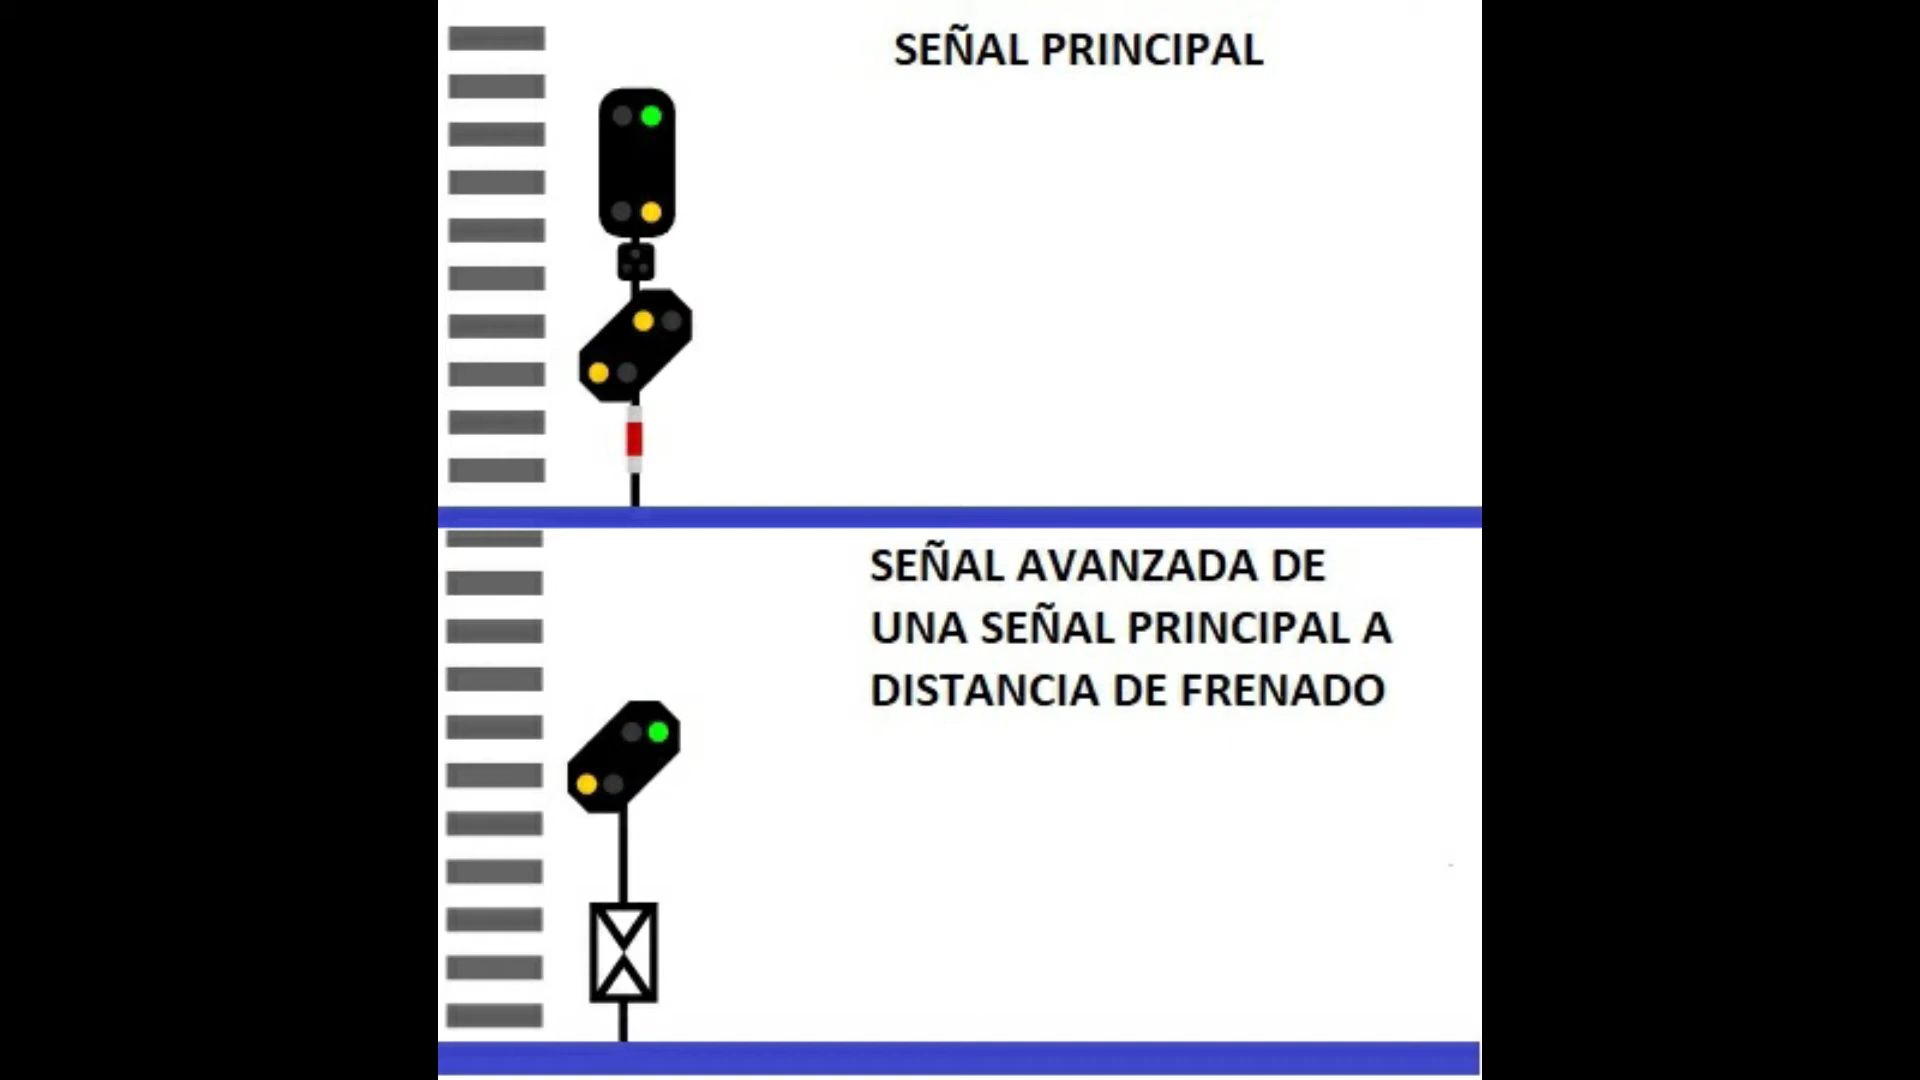 SEÑAL PRINCIPAL
SEÑAL AVANZADA DE
UNA SEÑAL PRINCIPAL A
DISTANCIA DE FRENADO